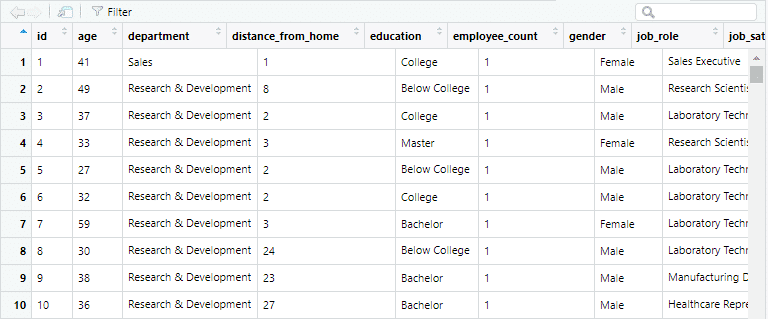 Filter
id age department distance_from_home education employee_count gender job_role job_sat
1 1 41 Sales 1 College 1 Female Sales Executive
2 2 49 Research & Development 8 Below College 1 Male Research Scientis
3 3 37 Research & Development 2 College 1 Male Laboratory Techn
4 4 33 Research & Development 3 Master 1 Female Research Scientis
5 5 27 Research & Development 2 Below College 1 Male Laboratory Techn
6 6 32 Research & Development 2 College 1 Male Laboratory Techn
7 7 59 Research & Development 3 Bachelor 1 Female Laboratory Techn
8 8 30 Research & Development 24 Below College 1 Male Laboratory Techn
9 9 38 Research & Development 23 Bachelor 1 Male Manufacturing D
10 10 36 Research & Development 27 Bachelor 1 Male Healthcare Repre